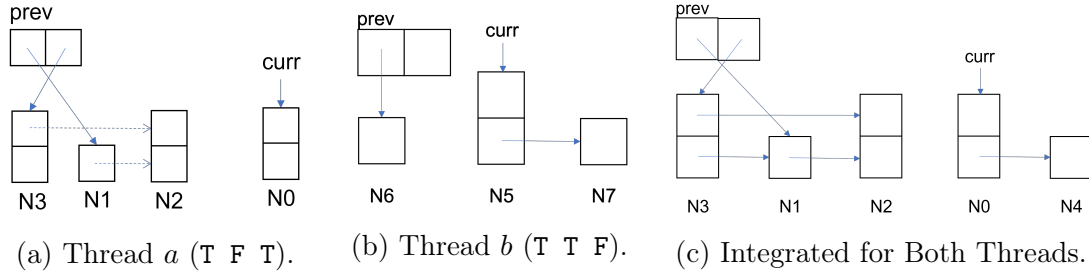 prev
curr
N3 N1 N2 N0
(a) Thread a (T F T).
prev
curr
N6 N5 N7
(b) Thread b (T T F).
prev
curr
N3 N1 N2 N0 N4
(c) Integrated for Both Threads.